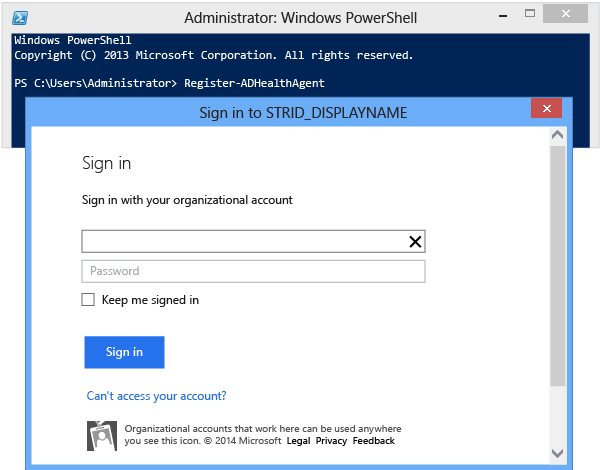 Administrator: Windows PowerShell
Windows PowerShell
Copyright (C) 2013 Microsoft Corporation. All rights reserved.
PS C:\Users\Administrator> Register-ADHealthAgent
Sign in to STRID_DISPLAYNAME
Sign in
Sign in with your organizational account
Password
Keep me signed in
Sign in
Can't access your account?
Organizational accounts that work here can be used anywhere
you see this icon. © 2014 Microsoft Legal Privacy Feedback